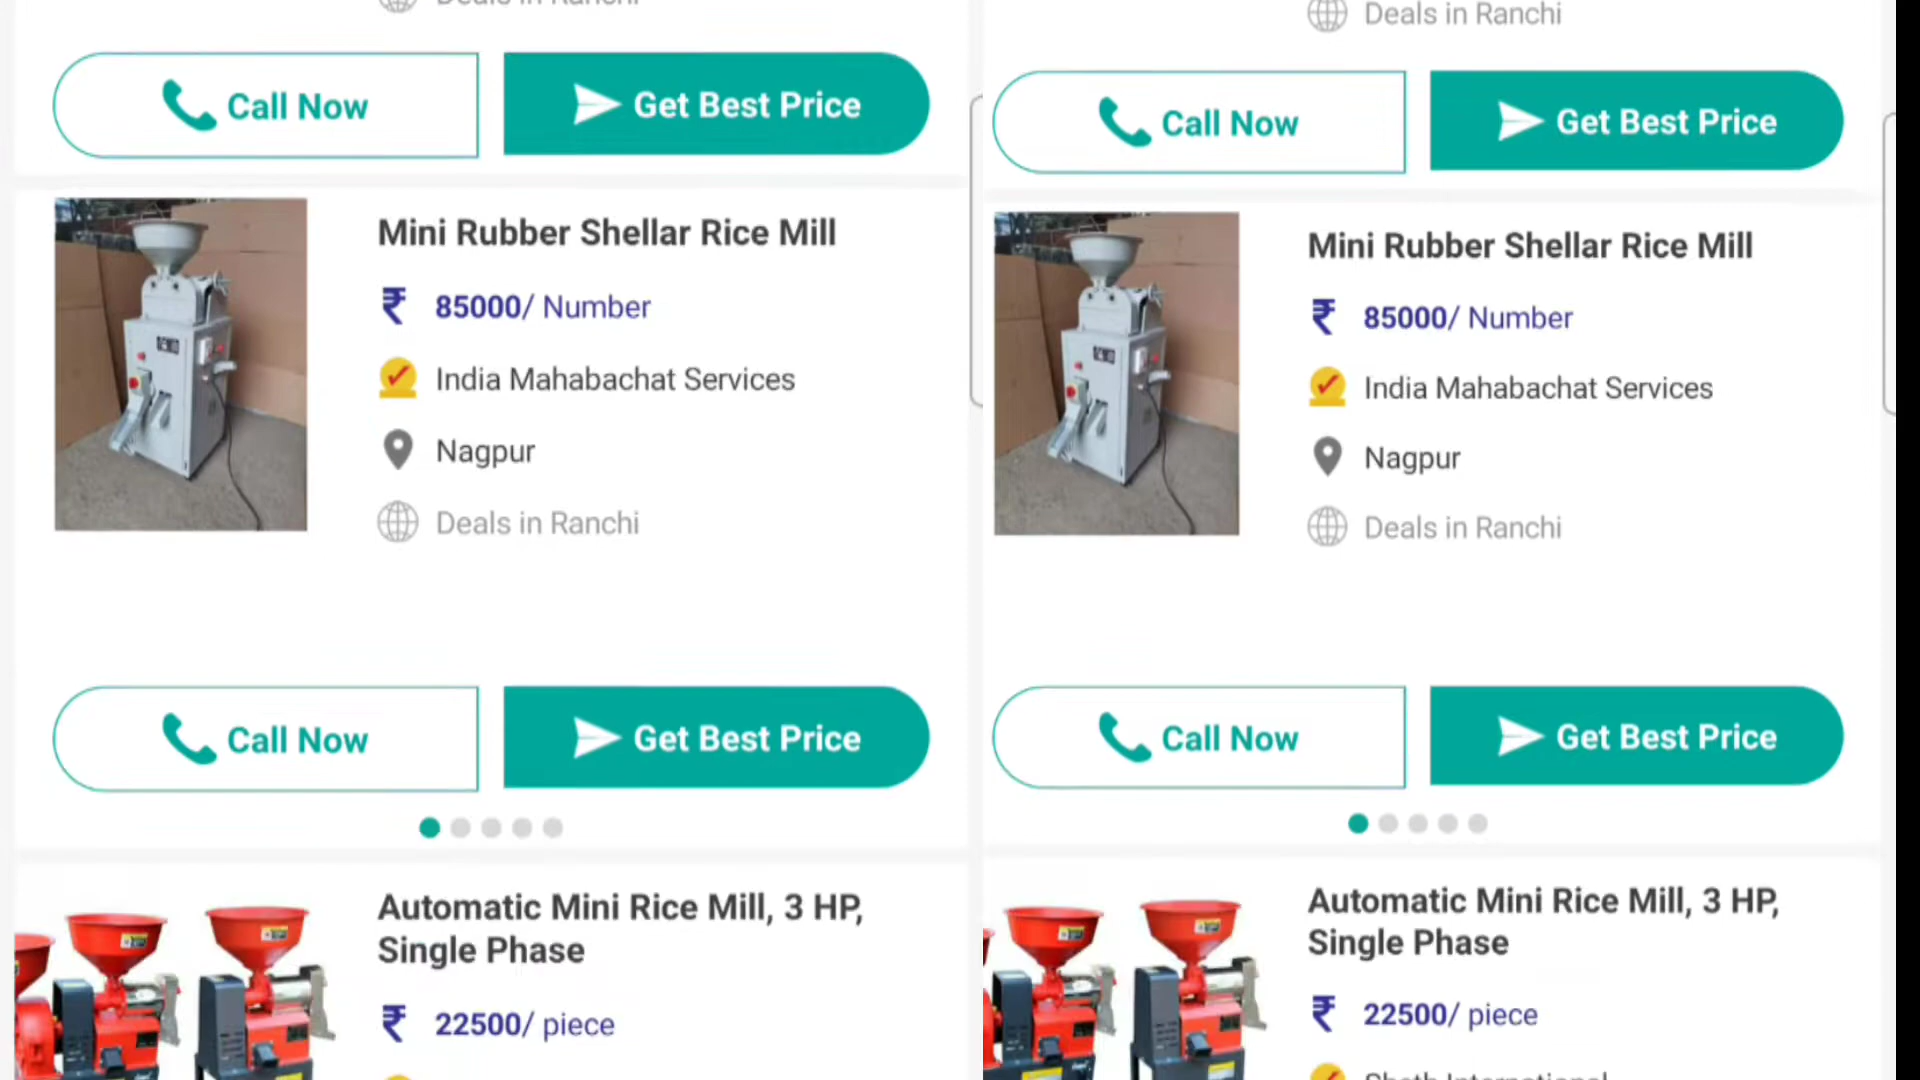 Deals in Ranchi
Call Now
Get Best Price
Mini Rubber Shellar Rice Mill
₹ 85000/ Number
India Mahabachat Services
Nagpur
Deals in Ranchi
Call Now
Get Best Price
Automatic Mini Rice Mill, 3 HP,
Single Phase
₹ 22500/ piece
Deals in Ranchi
Call Now
Get Best Price
Mini Rubber Shellar Rice Mill
₹ 85000/ Number
India Mahabachat Services
Nagpur
Deals in Ranchi
Call Now
Get Best Price
Automatic Mini Rice Mill, 3 HP,
Single Phase
₹ 22500/ piece